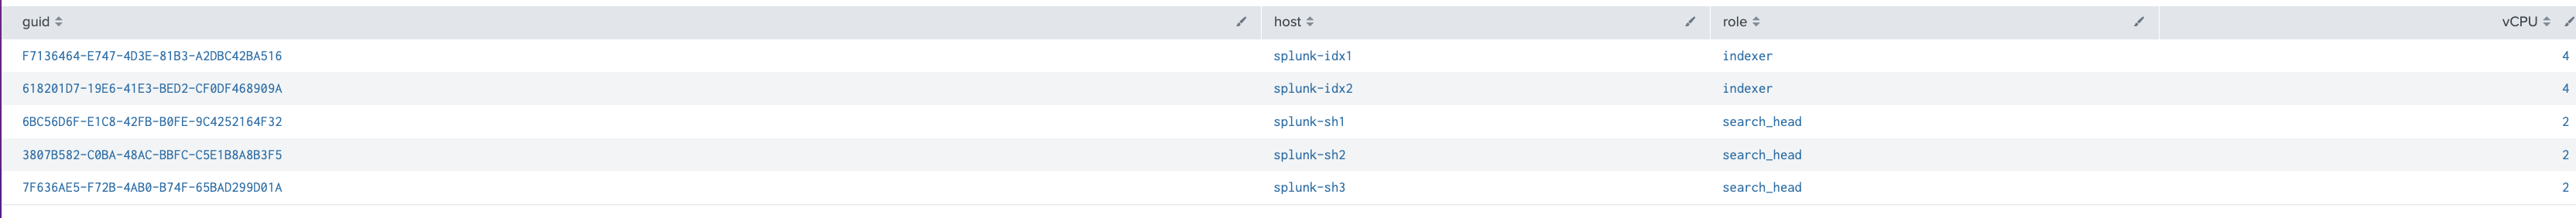 guid host role vCPU
F7136464-E747-4D3E-81B3-A2DBC42BA516 splunk-idx1 indexer 4
618201D7-19E6-41E3-BED2-CF0DF468909A splunk-idx2 indexer 4
6BC56D6F-E1C8-42FB-B0FE-9C4252164F32 splunk-sh1 search_head 2
3807B582-C0BA-48AC-BBFC-C5E1B8A8B3F5 splunk-sh2 search_head 2
7F636AE5-F72B-4AB0-B74F-65BAD299D01A splunk-sh3 search_head 2